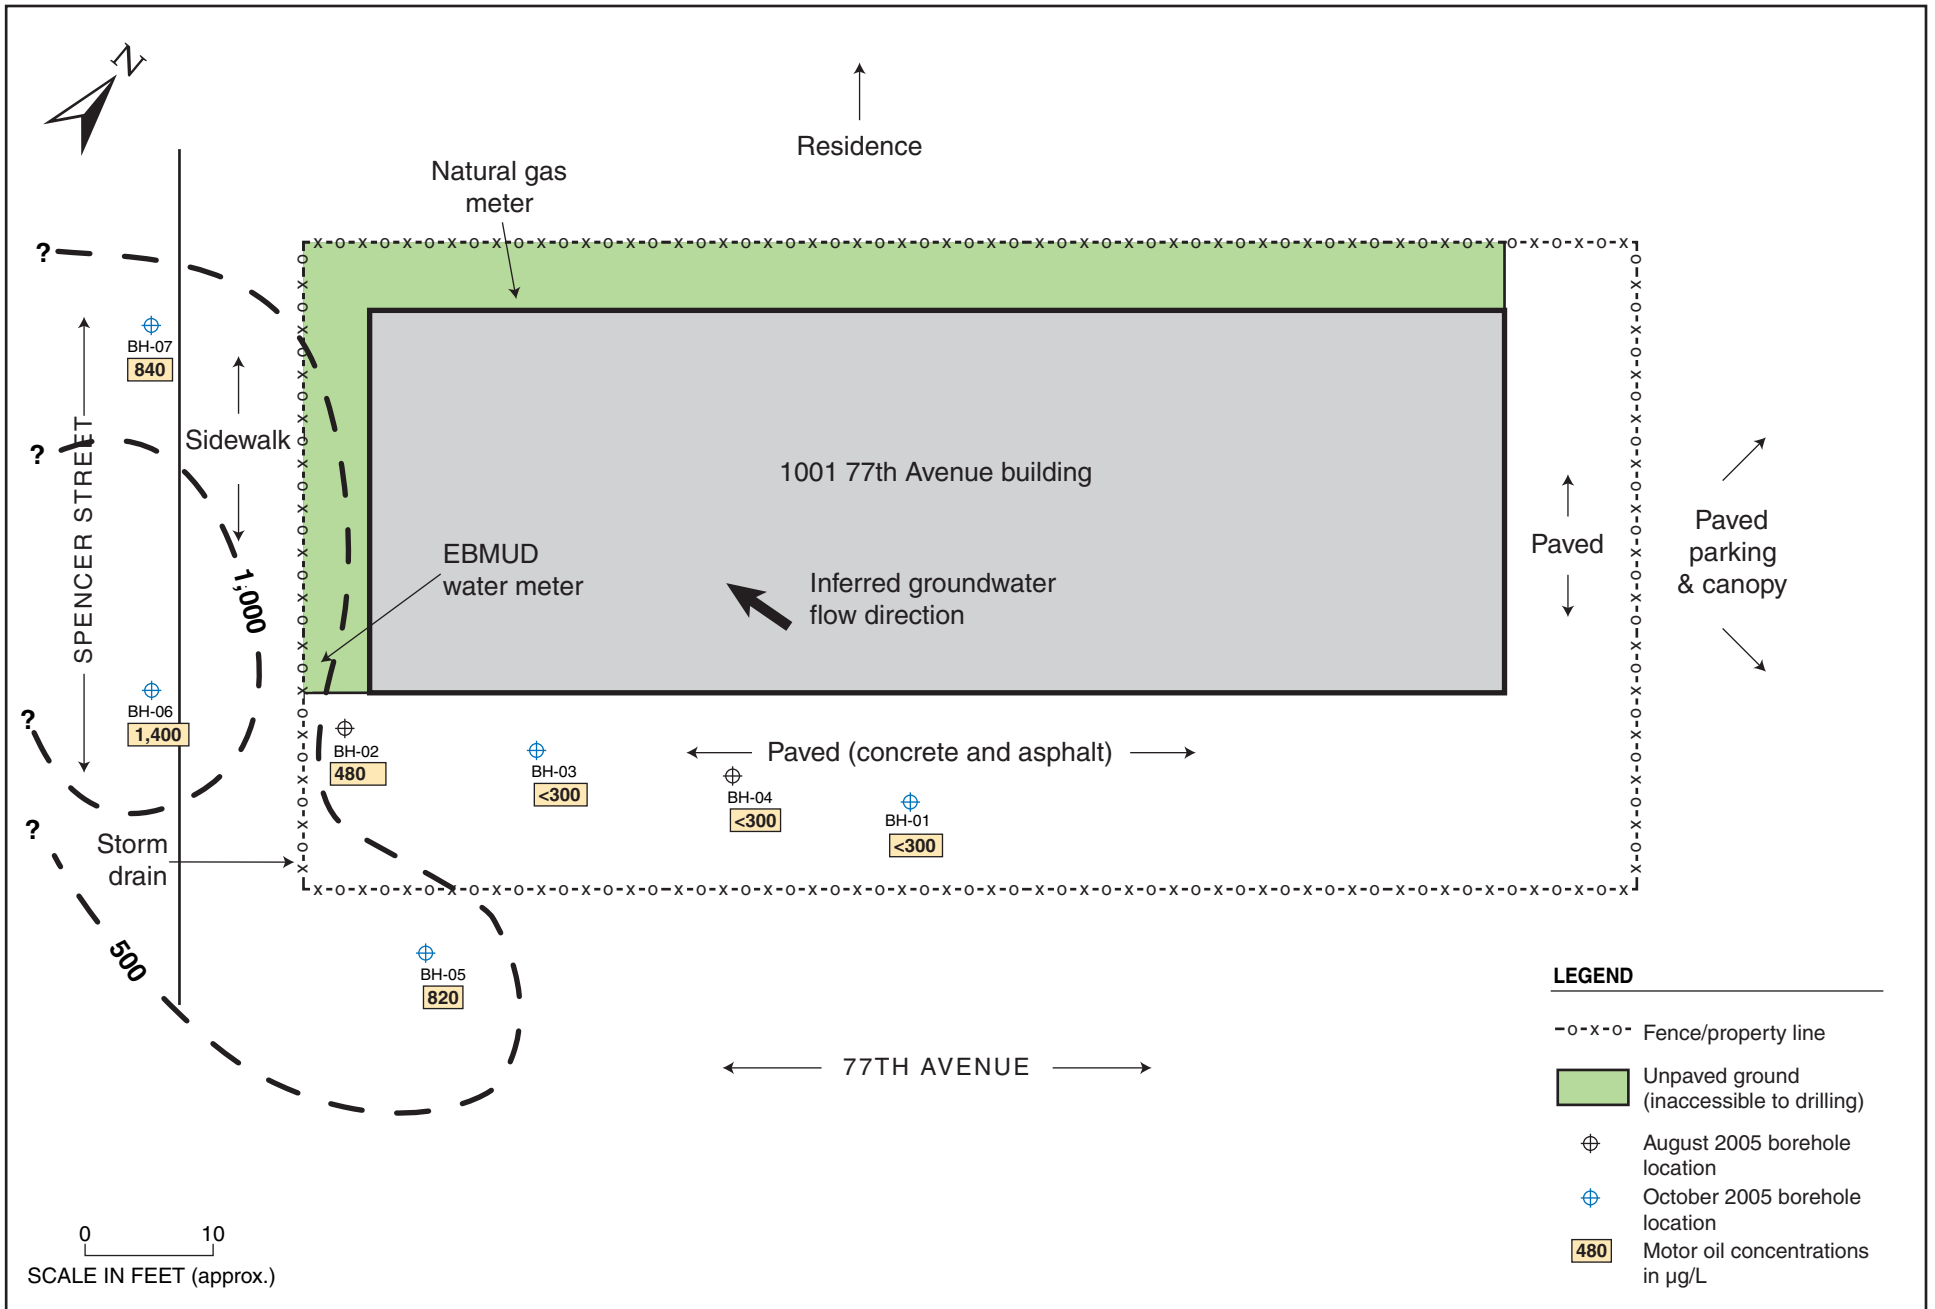 N
Residence
Natural gas
meter
?
BH-07
840
Sidewalk
?
SPENCER STREET
1001 77th Avenue building
EBMUD
water meter
Inferred groundwater
flow direction
Paved
Paved
parking
& canopy
1,000
BH-06
1,400
?
BH-02
480
BH-03
<300
Paved (concrete and asphalt)
BH-04
<300
BH-01
<300
?
Storm
drain
500
BH-05
820
77TH AVENUE
LEGEND
Fence/property line
Unpaved ground
(inaccessible to drilling)
August 2005 borehole
location
October 2005 borehole
location
480
Motor oil concentrations
in µg/L
0 10
SCALE IN FEET (approx.)